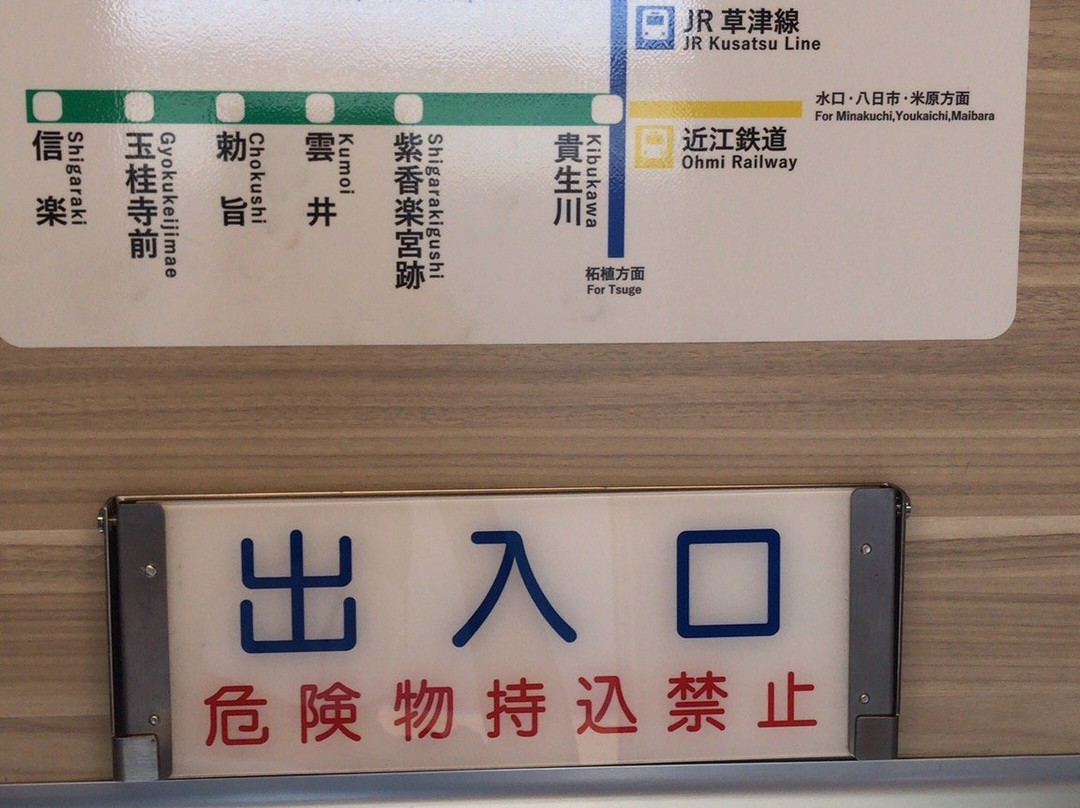 JR 草津線
JR Kusatsu Line
水口・八日市・米原方面
For Minakuchi,Youkaichi,Maibara
近江鉄道
Ohmi Railway
信楽
Shigaraki
玉桂寺前
Gyokukeijimae
勅旨
Chokushi
雲井
Kumoi
紫香楽宮跡
Shigarakigushi
貴生川
Kibukawa
柘植方面
For Tsuge
出入口
危険物持込禁止